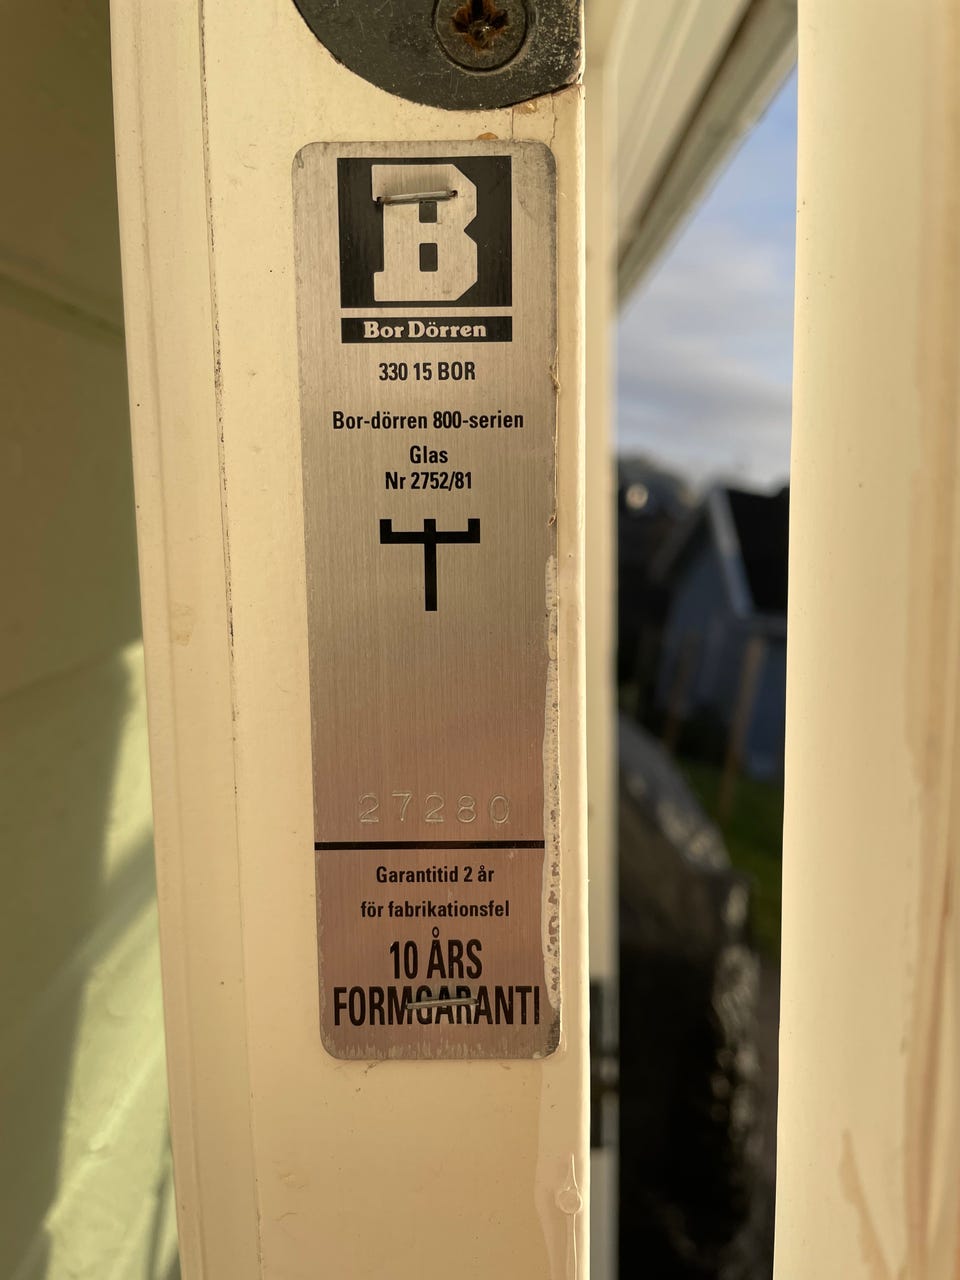 B
Bor Dörren
330 15 BOR
Bor-dörren 800-serien
Glas
Nr 2752/81
27280
Garantitid 2 år
för fabrikationsfel
10 ÅRS
FORMGARANTI